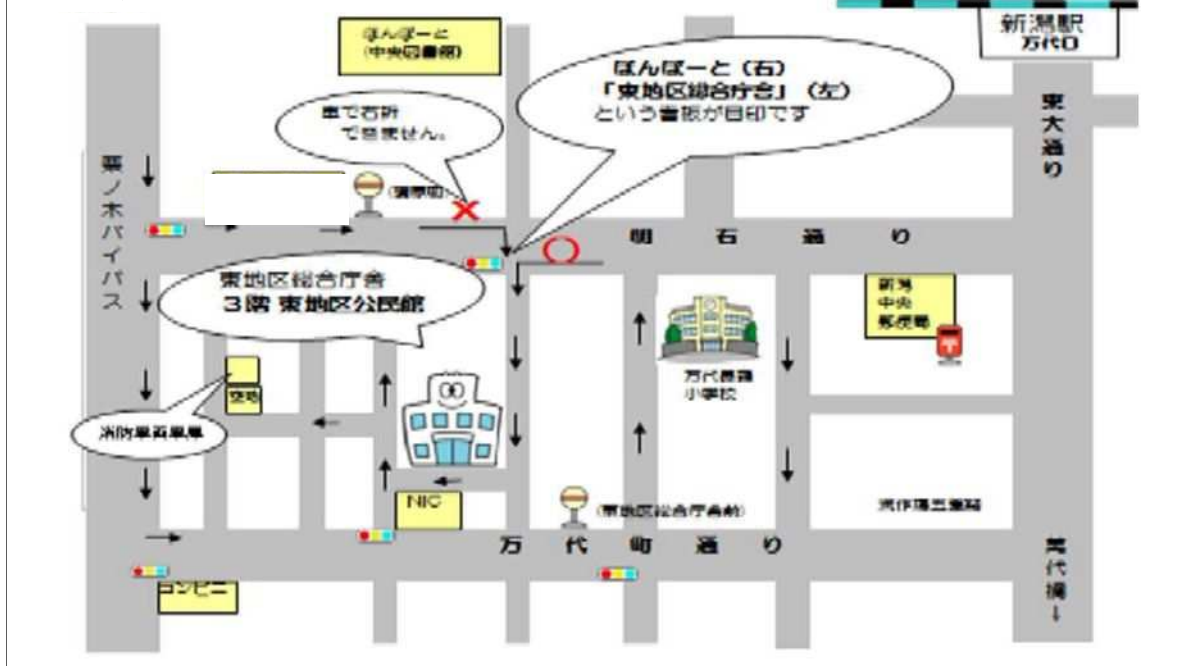 ほんぽーと
(中央図書館)
新潟駅
万代口
ほんぽーと(右)
「東地区総合庁舎」(左)
という看板が目印です
車で右折
できません。
東大通り
栗ノ木バイパス
明石通り
東地区総合庁舎
3階 東地区公民館
新潟
中央
郵便局
万代長嶺
小学校
空地
消防車両車庫
NIC
(東地区総合庁舎前)
万代町通り
コンビニ
萬代橋↓